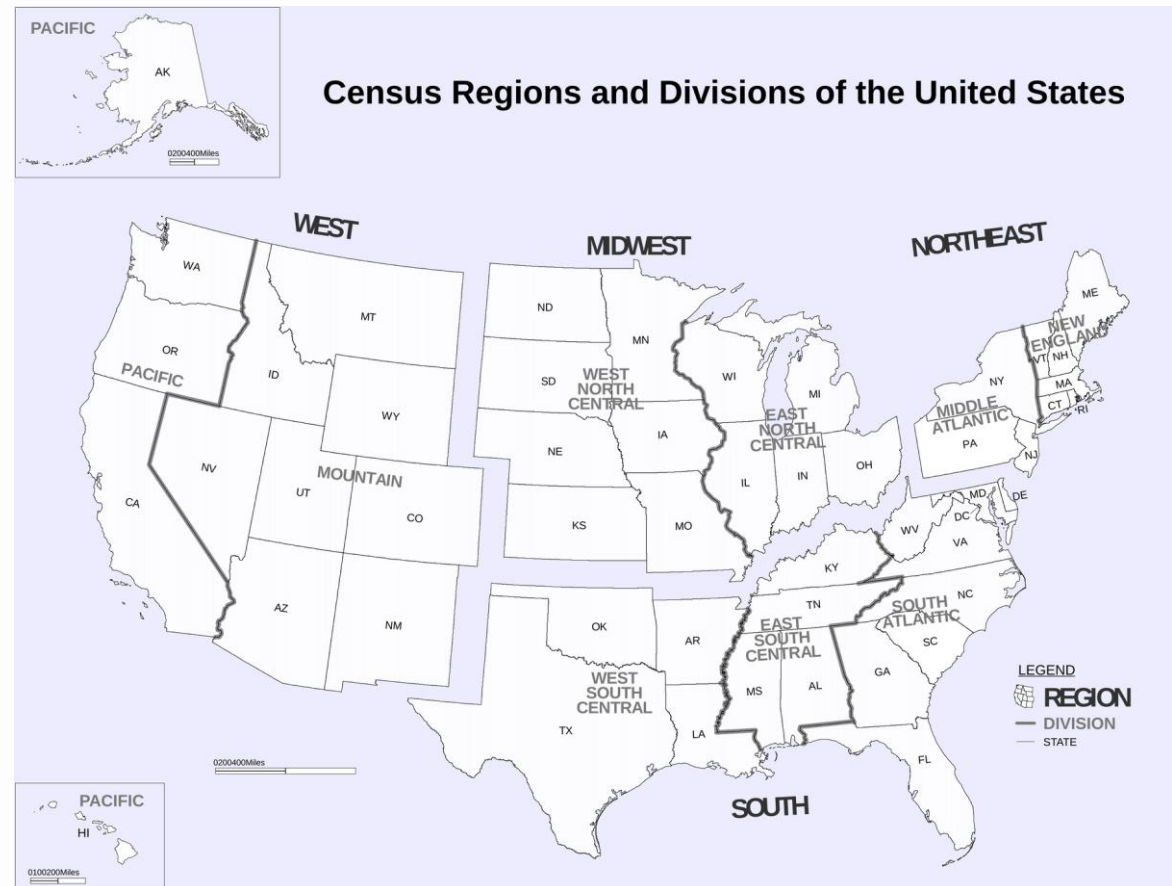 PACIFIC
AK
0200400Miles
Census Regions and Divisions of the United States
WEST
MIDWEST
NORTHEAST
WA
MT
ND
MN
ME
OR
ID
SD
WI
MI
NY
NEW
ENGLAND
VT NH
PACIFIC
WEST
NORTH
CENTRAL
MA
CT
RI
WY
IA
EAST
NORTH
CENTRAL
MIDDLE
ATLANTIC
PA
NJ
NV
NE
OH
CA
UT
MOUNTAIN
CO
KS
MO
IL
IN
MD
DE
WV
DC
VA
KY
AZ
NM
OK
AR
TN
NC
SOUTH
ATLANTIC
SC
EAST
SOUTH
CENTRAL
MS
AL
GA
TX
WEST
SOUTH
CENTRAL
LA
FL
LEGEND
REGION
DIVISION
STATE
0200400Miles
SOUTH
PACIFIC
HI
0100200Miles